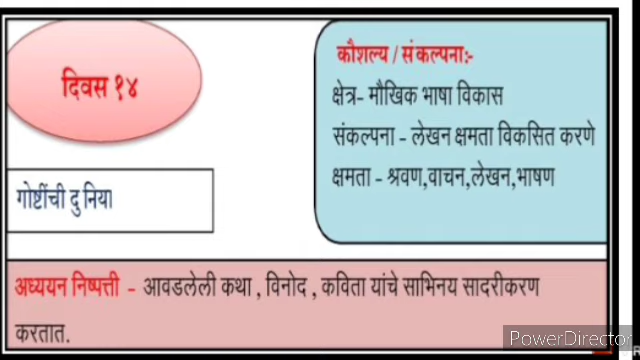 दिवस १४
कौशल्य / संकल्पना:-
क्षेत्र- मौखिक भाषा विकास
संकल्पना - लेखन क्षमता विकसित करणे
क्षमता - श्रवण,वाचन,लेखन,भाषण
गोष्टींची दु निया
अध्ययन निष्पत्ती - आवडलेली कथा , विनोद , कविता यांचे साभिनय सादरीकरण
करतात.
PowerDirector